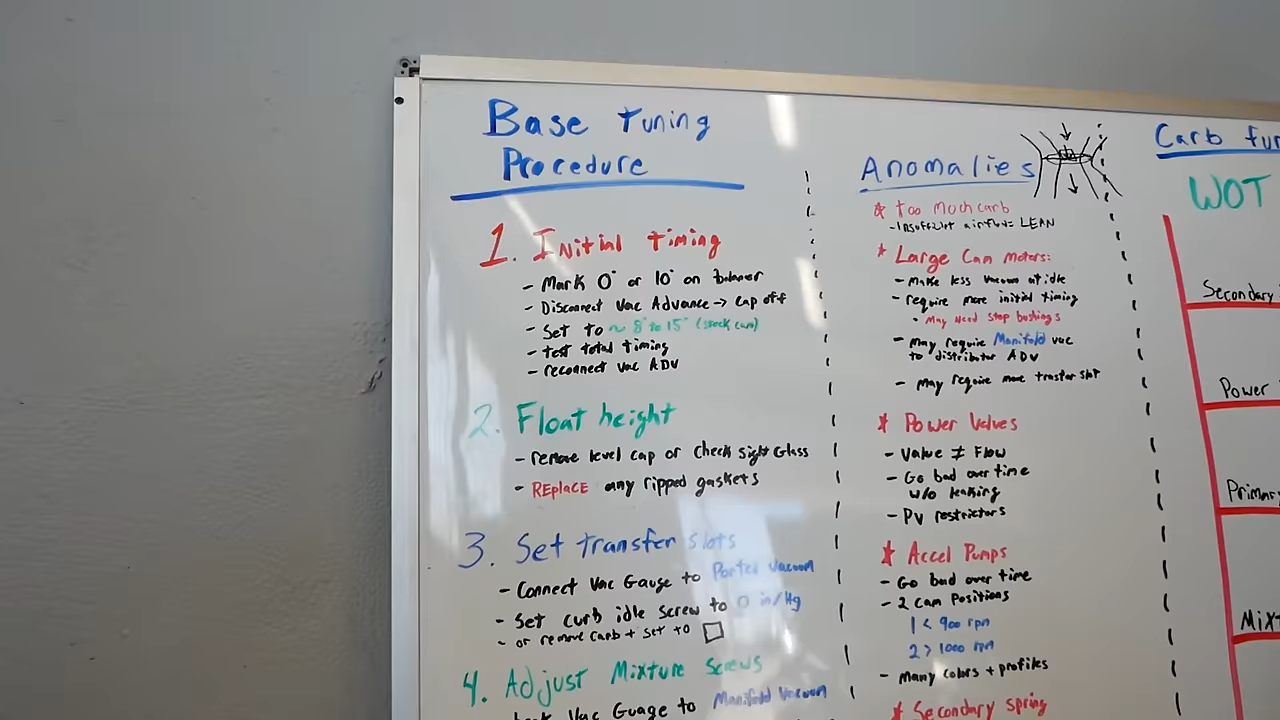 Base Tuning
Procedure
1. Initial Timing
- Mark 0° or 10° on balancer
- Disconnect Vac Advance → cap off
- Set to ~ 8° to 15° (stock cam)
- test total timing
- reconnect Vac ADV
2. Float height
- remove level cap or check sight Glass
- REplacE any ripped gaskets
3. Set transfer slots
- Connect Vac Gauge to Ported Vacuum
- Set curb idle screw to 0 in/Hg
- or remove carb + set to □
4. Adjust Mixture Screws
Vac Guage to Manifold Vacuum
Anomalies
* Too Much carb
- Insufficient airflow = LEAN
* Large Cam Motors:
- Make less vacuum at idle
- require more initial timing
• May Need Stop bushings
- May require Manifold vac
to distributor ADV
- May require more transfer slot
* Power Valves
- Value ≠ Flow
- Go bad over time
w/o leaking
- PV restrictors
* Accel Pumps
- Go bad over time
- 2 Cam Positions
1 < 900 rpm
2 > 1000 rpm
- Many colors + profiles
* Secondary spring
Carb
WOT
Secondary
Power
Primary